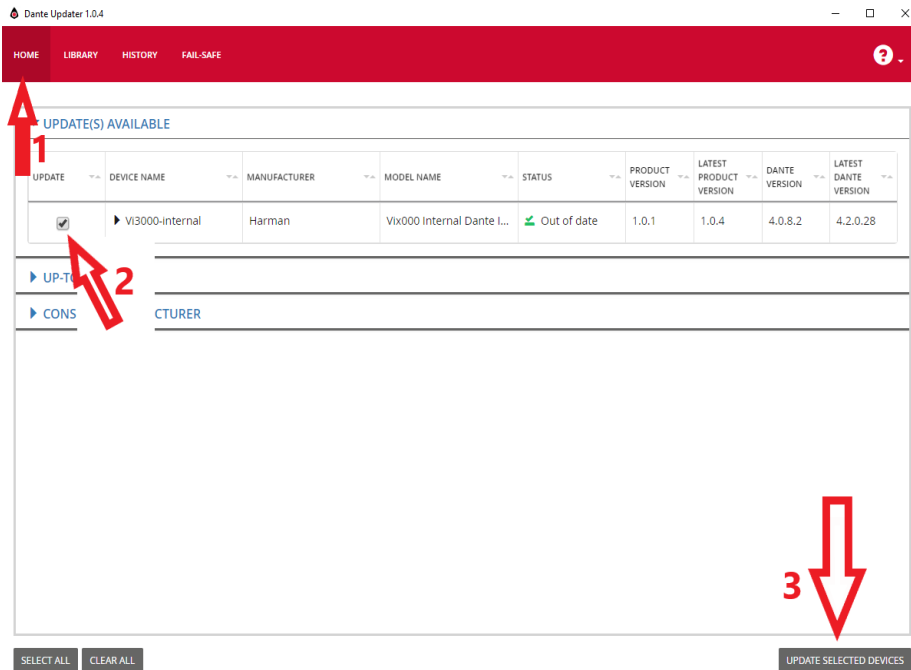 Dante Updater 1.0.4
HOME LIBRARY HISTORY FAIL-SAFE ?
UPDATE(S) AVAILABLE
1
UPDATE DEVICE NAME MANUFACTURER MODEL NAME STATUS PRODUCT VERSION LATEST PRODUCT VERSION DANTE VERSION LATEST DANTE VERSION
Vi3000-internal Harman Vix000 Internal Dante I... Out of date 1.0.1 1.0.4 4.0.8.2 4.2.0.28
2
UP-T
CONS CTURER
3
SELECT ALL CLEAR ALL UPDATE SELECTED DEVICES